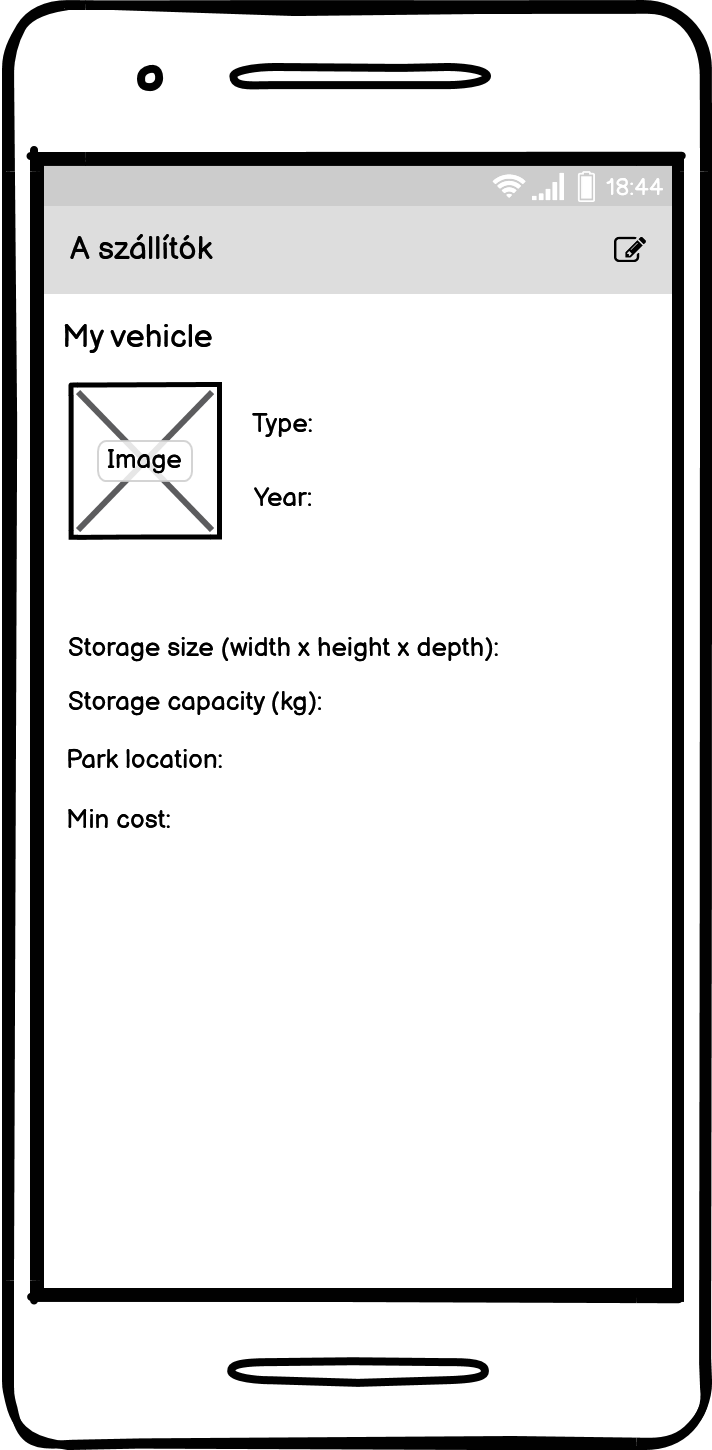 18:44
A szállítók
My vehicle
Image
Type:
Year:
Storage size (width x height x depth):
Storage capacity (kg):
Park location:
Min cost: